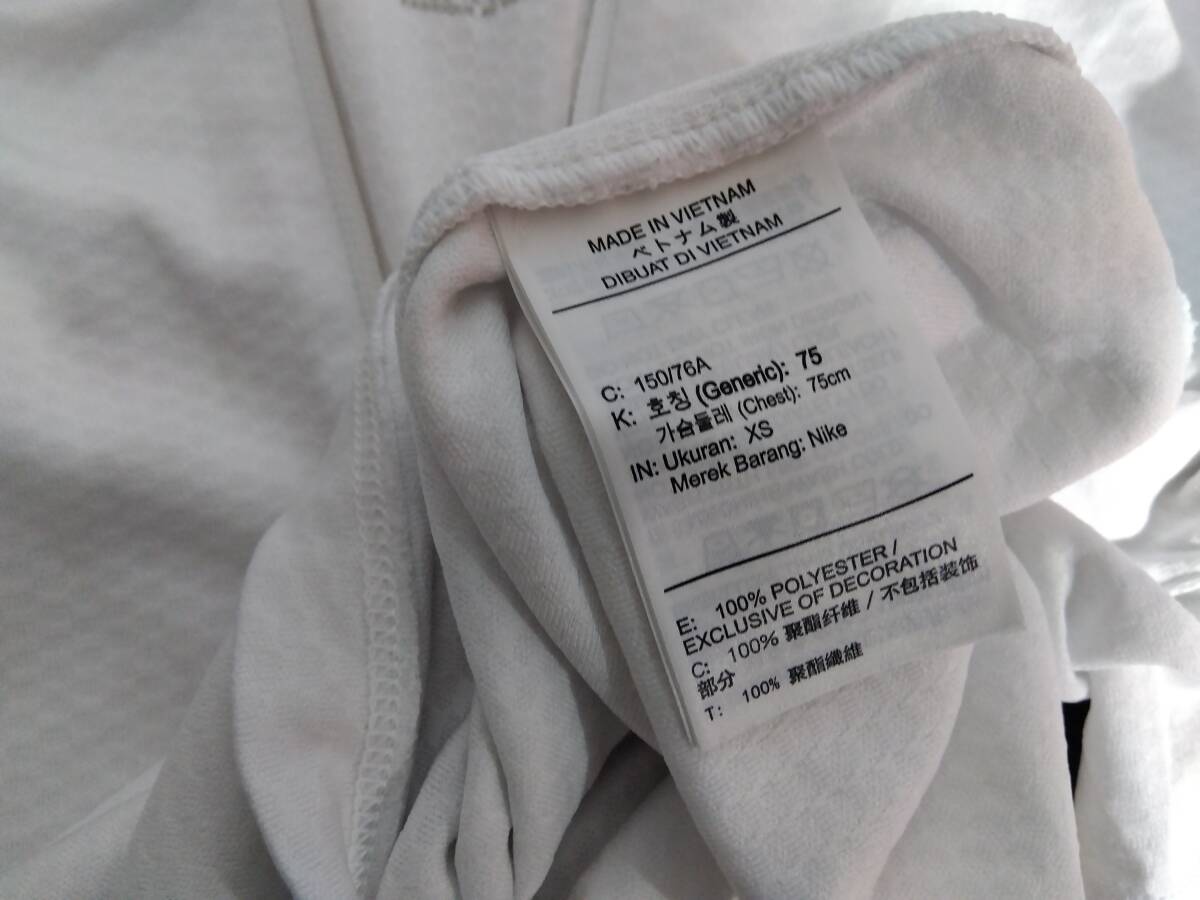 MADE IN VIETNAM
ベトナム製
DIBUAT DI VIETNAM
C: 150/76A
K: 호칭 (Generic): 75
가슴둘레 (Chest): 75cm
IN: Ukuran: XS
Merek Barang: Nike
E: 100% POLYESTER /
EXCLUSIVE OF DECORATION
C: 100% 聚酯纤维 / 不包括装饰
部分
T: 100% 聚酯纖維